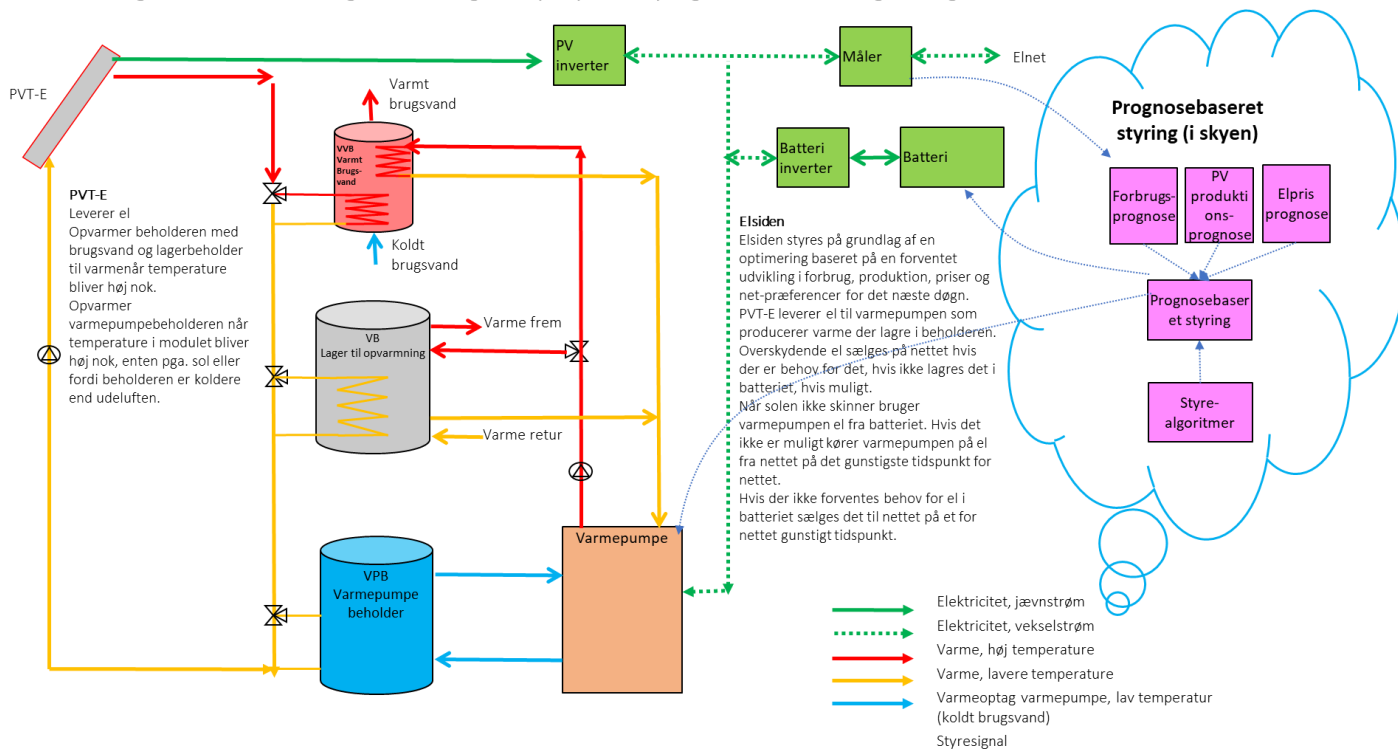 PV
inverter
Måler
Elnet
PVT-E
Varmt
brugsvand
VVB
Varmt
Brugs-
vand
Batteri
inverter
Batteri
Prognosebaseret
styring (i skyen)
Forbrugs-
prognose
PV
produkti
ons-
prognose
Elpris
prognose
Prognosebaser
et styring
Styre-
algoritmer
PVT-E
Leverer el
Opvarmer beholderen med
brugsvand og lagerbeholder
til varmenår temperature
bliver høj nok.
Opvarmer
varmepumpebeholderen når
temperature i modulet bliver
høj nok, enten pga. sol eller
fordi beholderen er koldere
end udeluften.
Koldt
brugsvand
VB
Lager til opvarmning
Varme frem
Varme retur
Elsiden
Elsiden styres på grundlag af en
optimering baseret på en forventet
udvikling i forbrug, produktion, priser og
net-præferencer for det næste døgn.
PVT-E leverer el til varmepumpen som
producerer varme der lagre i beholderen.
Overskydende el sælges på nettet hvis
der er behov for det, hvis ikke lagres det i
batteriet, hvis muligt.
Når solen ikke skinner bruger
varmepumpen el fra batteriet. Hvis det
ikke er muligt kører varmepumpen på el
fra nettet på det gunstigste tidspunkt for
nettet.
Hvis der ikke forventes behov for el i
batteriet sælges det til nettet på et for
nettet gunstigt tidspunkt.
VPB
Varmepumpe
beholder
Varmepumpe
Elektricitet, jævnstrøm
Elektricitet, vekselstrøm
Varme, høj temperature
Varme, lavere temperature
Varmeoptag varmepumpe, lav temperatur
(koldt brugsvand)
Styresignal